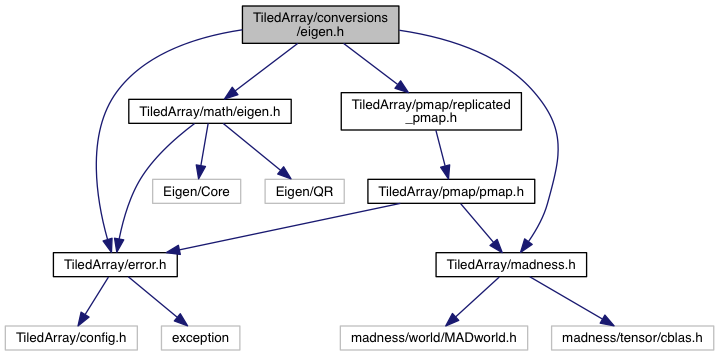 TiledArray/conversions
/eigen.h
TiledArray/math/eigen.h
TiledArray/pmap/replicated
_pmap.h
Eigen/Core
Eigen/QR
TiledArray/pmap/pmap.h
TiledArray/error.h
TiledArray/madness.h
TiledArray/config.h
exception
madness/world/MADworld.h
madness/tensor/cblas.h